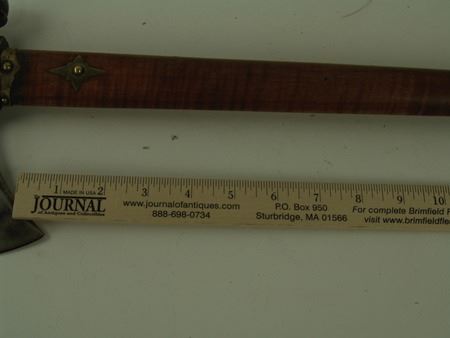 1 MADE IN USA 2 3 4 5 6 7 8 9 10
JOURNAL
of Antiques and Collectibles
www.journalofantiques.com
888-698-0734
P.O. Box 950
Sturbridge, MA 01566
For complete Brimfield
visit www.brimfieldfle